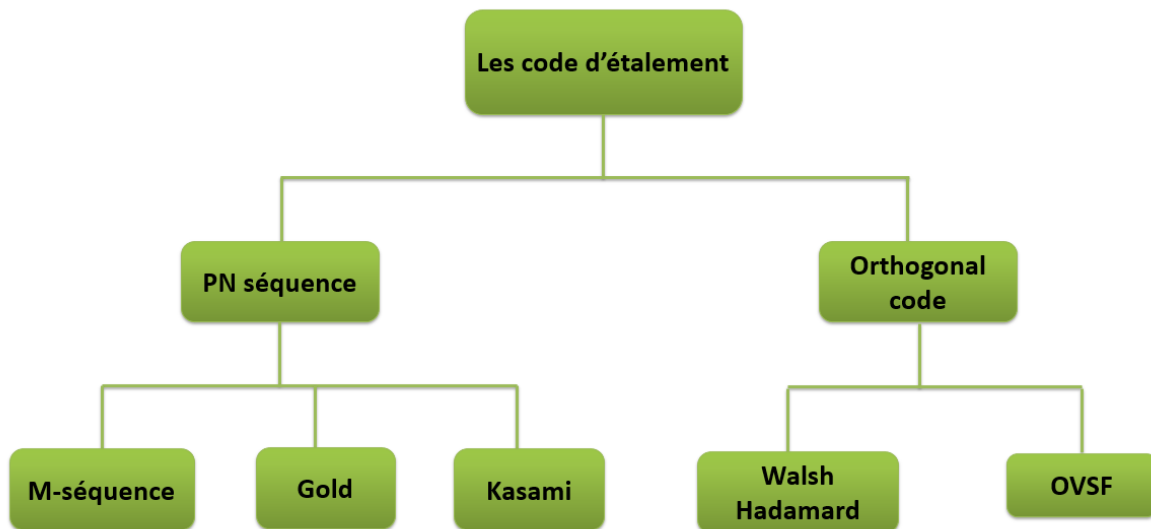 Les code d'étalement
PN séquence
Orthogonal
code
M-séquence
Gold
Kasami
Walsh
Hadamard
OVSF